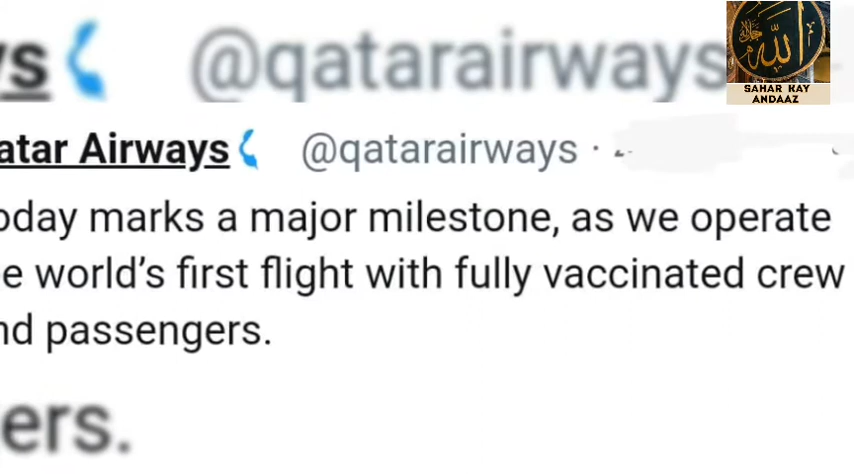 s @qatarairways
SAHAR KAY
ANDAAZ
atar Airways @qatarairways ·
oday marks a major milestone, as we operate
e world's first flight with fully vaccinated crew
nd passengers.
ers.